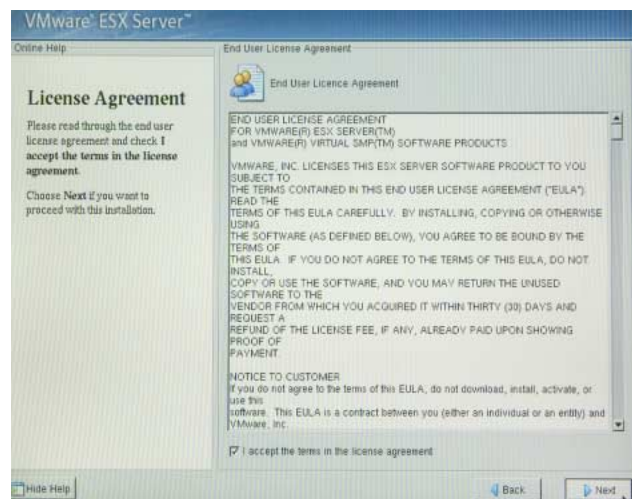 VMware® ESX Server™
Online Help
License Agreement
Please read through the end user
license agreement and check I
accept the terms in the license
agreement.
Choose Next if you want to
proceed with this installation.
End User License Agreement
End User Licence Agreement
END USER LICENSE AGREEMENT
FOR VMWARE(R) ESX SERVER(TM)
and VMWARE(R) VIRTUAL SMP(TM) SOFTWARE PRODUCTS
VMWARE, INC. LICENSES THIS ESX SERVER SOFTWARE PRODUCT TO YOU
SUBJECT TO
THE TERMS CONTAINED IN THIS END USER LICENSE AGREEMENT ("EULA").
READ THE
TERMS OF THIS EULA CAREFULLY. BY INSTALLING, COPYING OR OTHERWISE
USING
THE SOFTWARE (AS DEFINED BELOW), YOU AGREE TO BE BOUND BY THE
TERMS OF
THIS EULA. IF YOU DO NOT AGREE TO THE TERMS OF THIS EULA, DO NOT
INSTALL,
COPY OR USE THE SOFTWARE, AND YOU MAY RETURN THE UNUSED
SOFTWARE TO THE
VENDOR FROM WHICH YOU ACQUIRED IT WITHIN THIRTY (30) DAYS AND
REQUEST A
REFUND OF THE LICENSE FEE, IF ANY, ALREADY PAID UPON SHOWING
PROOF OF
PAYMENT.
NOTICE TO CUSTOMER
If you do not agree to the terms of this EULA, do not download, install, activate, or
use this
software. This EULA is a contract between you (either an individual or an entity) and
VMware, Inc.
I accept the terms in the license agreement
Hide Help
Back
Next